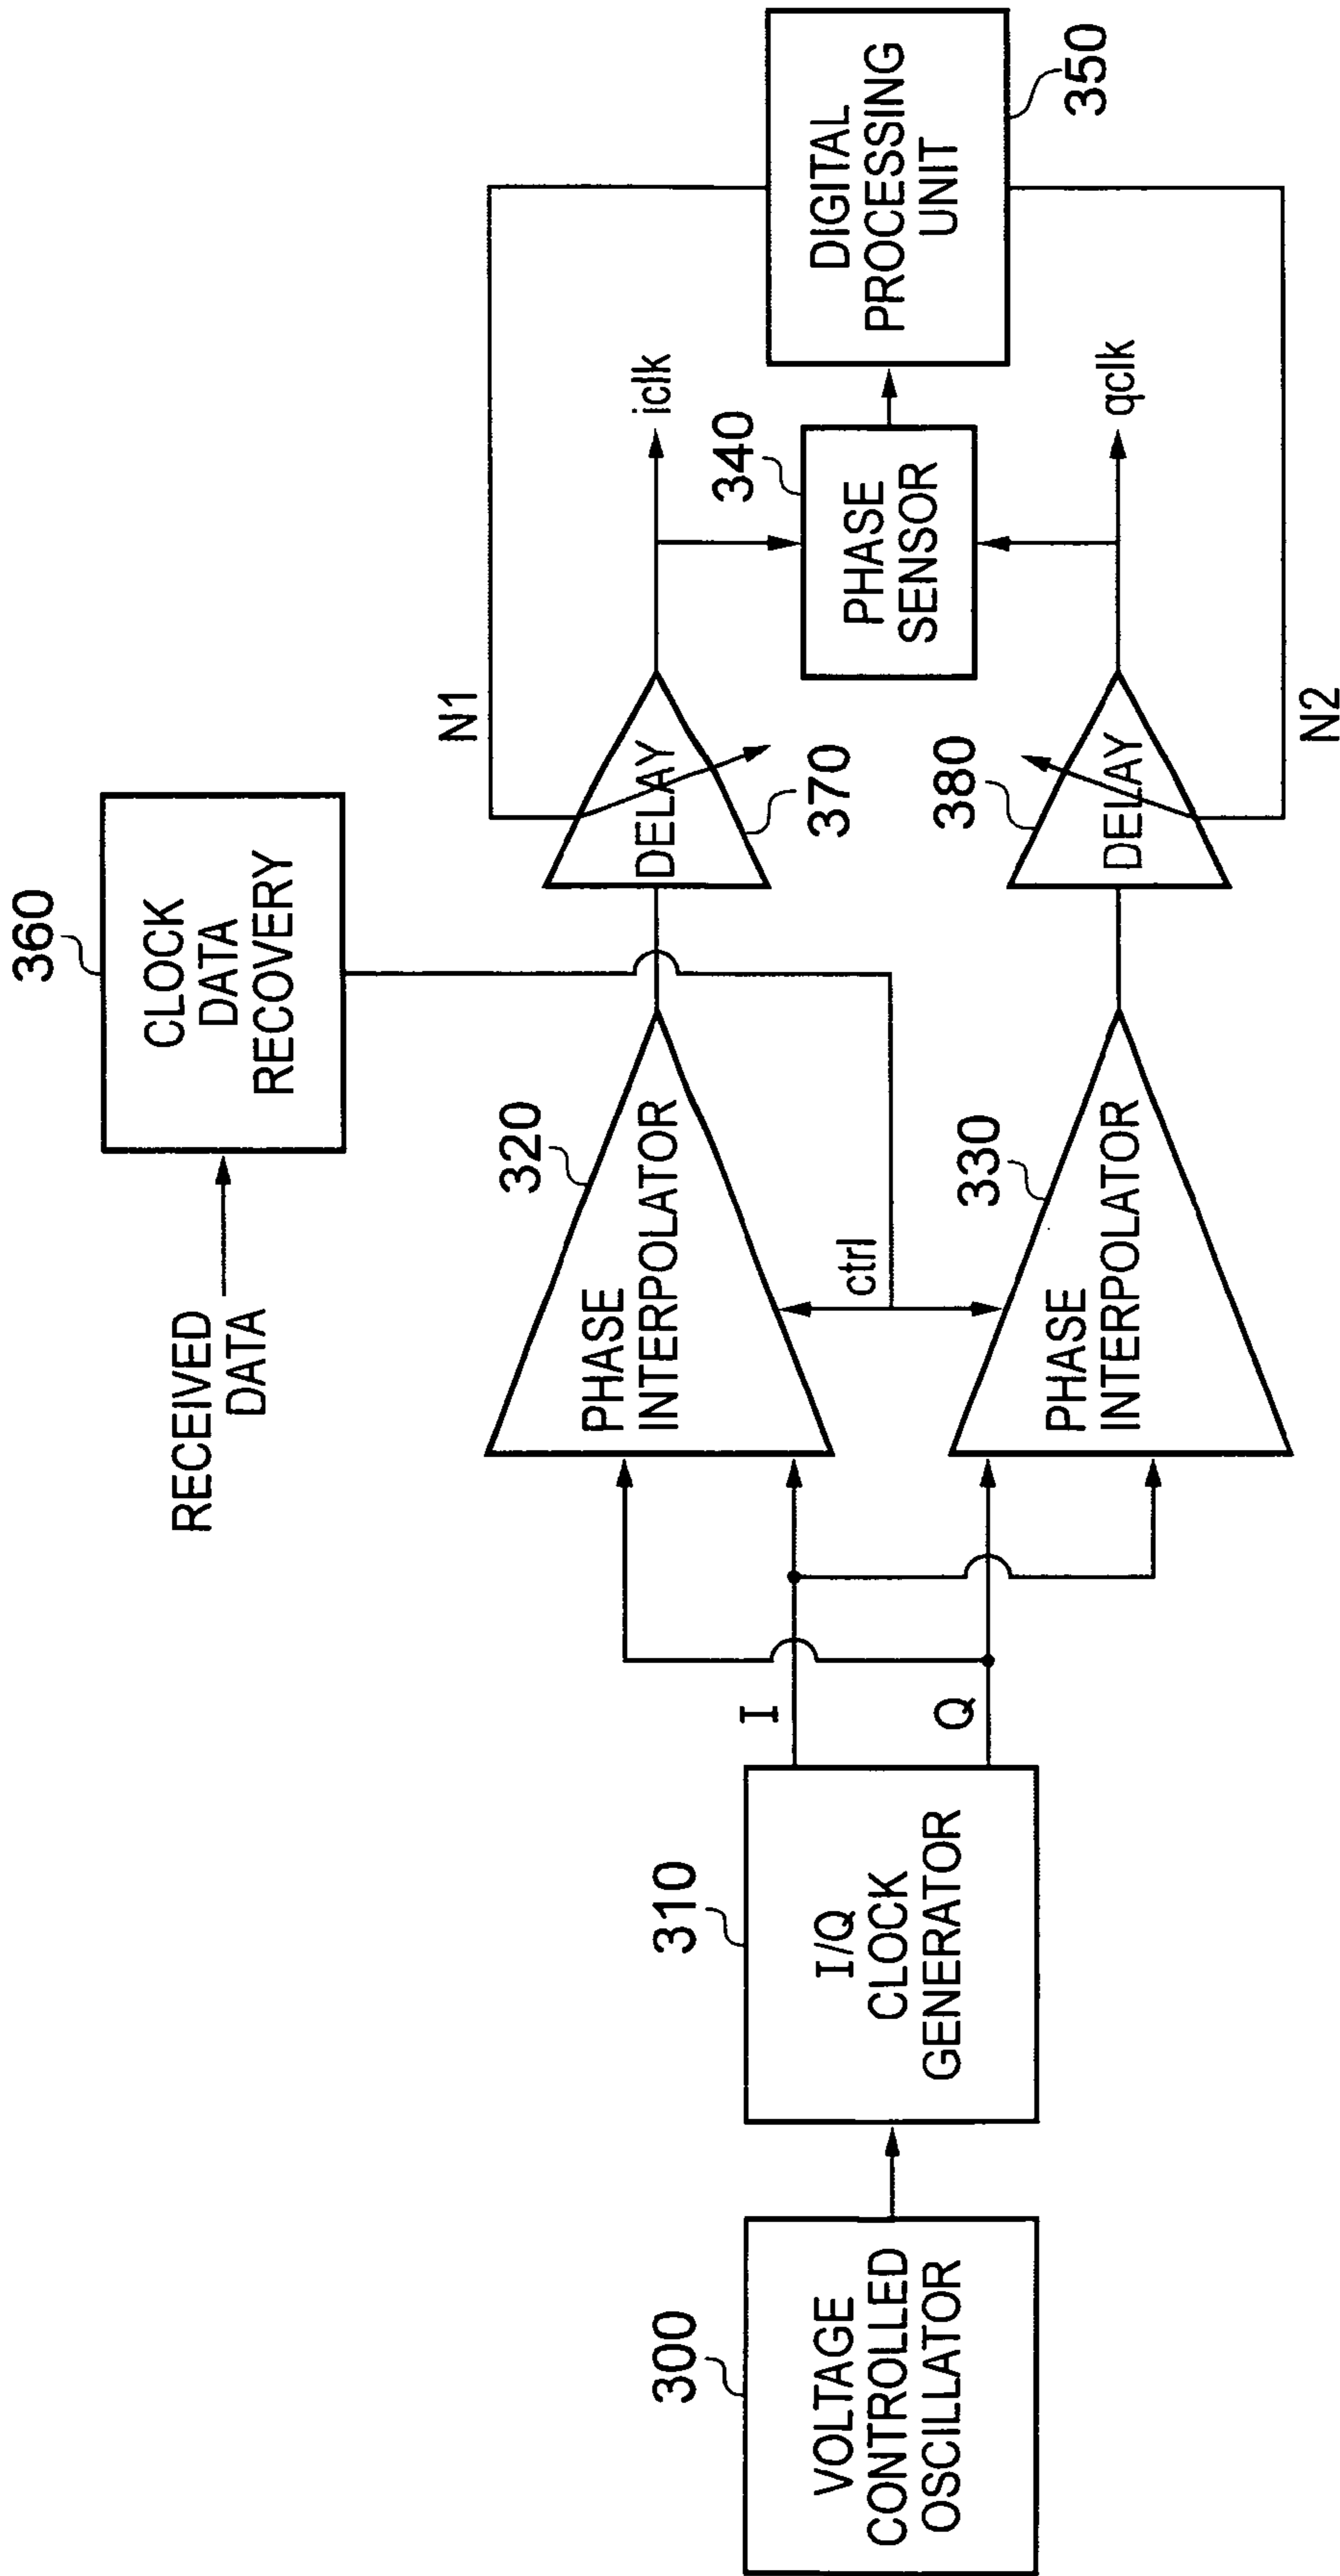 RECEIVED
DATA
360
CLOCK
DATA
RECOVERY
300
VOLTAGE
CONTROLLED
OSCILLATOR
310
I/Q
CLOCK
GENERATOR
I
Q
320
PHASE
INTERPOLATOR
ctrl
330
PHASE
INTERPOLATOR
N1
DELAY
370
380
DELAY
N2
iclk
340
PHASE
SENSOR
qclk
DIGITAL
PROCESSING
UNIT
350